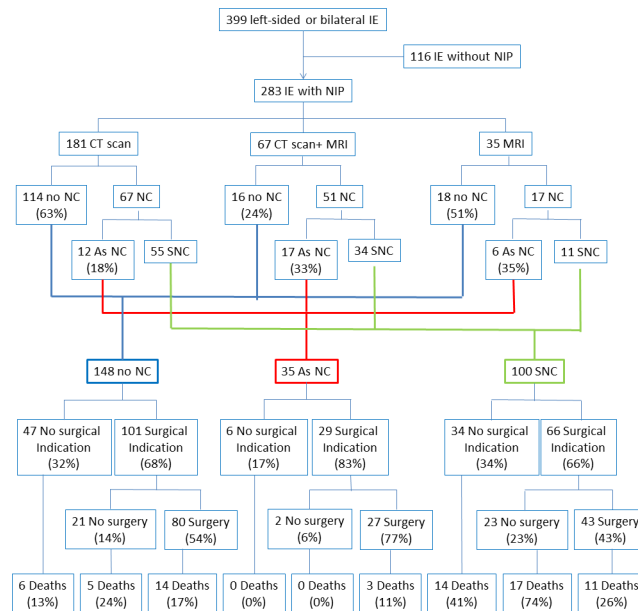 399 left-sided or bilateral IE
116 IE without NIP
283 IE with NIP
181 CT scan
67 CT scan+ MRI
35 MRI
114 no NC
(63%)
67 NC
16 no NC
(24%)
51 NC
18 no NC
(51%)
17 NC
12 As NC
(18%)
55 SNC
17 As NC
(33%)
34 SNC
6 As NC
(35%)
11 SNC
148 no NC
35 As NC
100 SNC
47 No surgical
Indication
(32%)
101 Surgical
Indication
(68%)
6 No surgical
Indication
(17%)
29 Surgical
Indication
(83%)
34 No surgical
Indication
(34%)
66 Surgical
Indication
(66%)
21 No surgery
(14%)
80 Surgery
(54%)
2 No surgery
(6%)
27 Surgery
(77%)
23 No surgery
(23%)
43 Surgery
(43%)
6 Deaths
(13%)
5 Deaths
(24%)
14 Deaths
(17%)
0 Deaths
(0%)
0 Deaths
(0%)
3 Deaths
(11%)
14 Deaths
(41%)
17 Deaths
(74%)
11 Deaths
(26%)